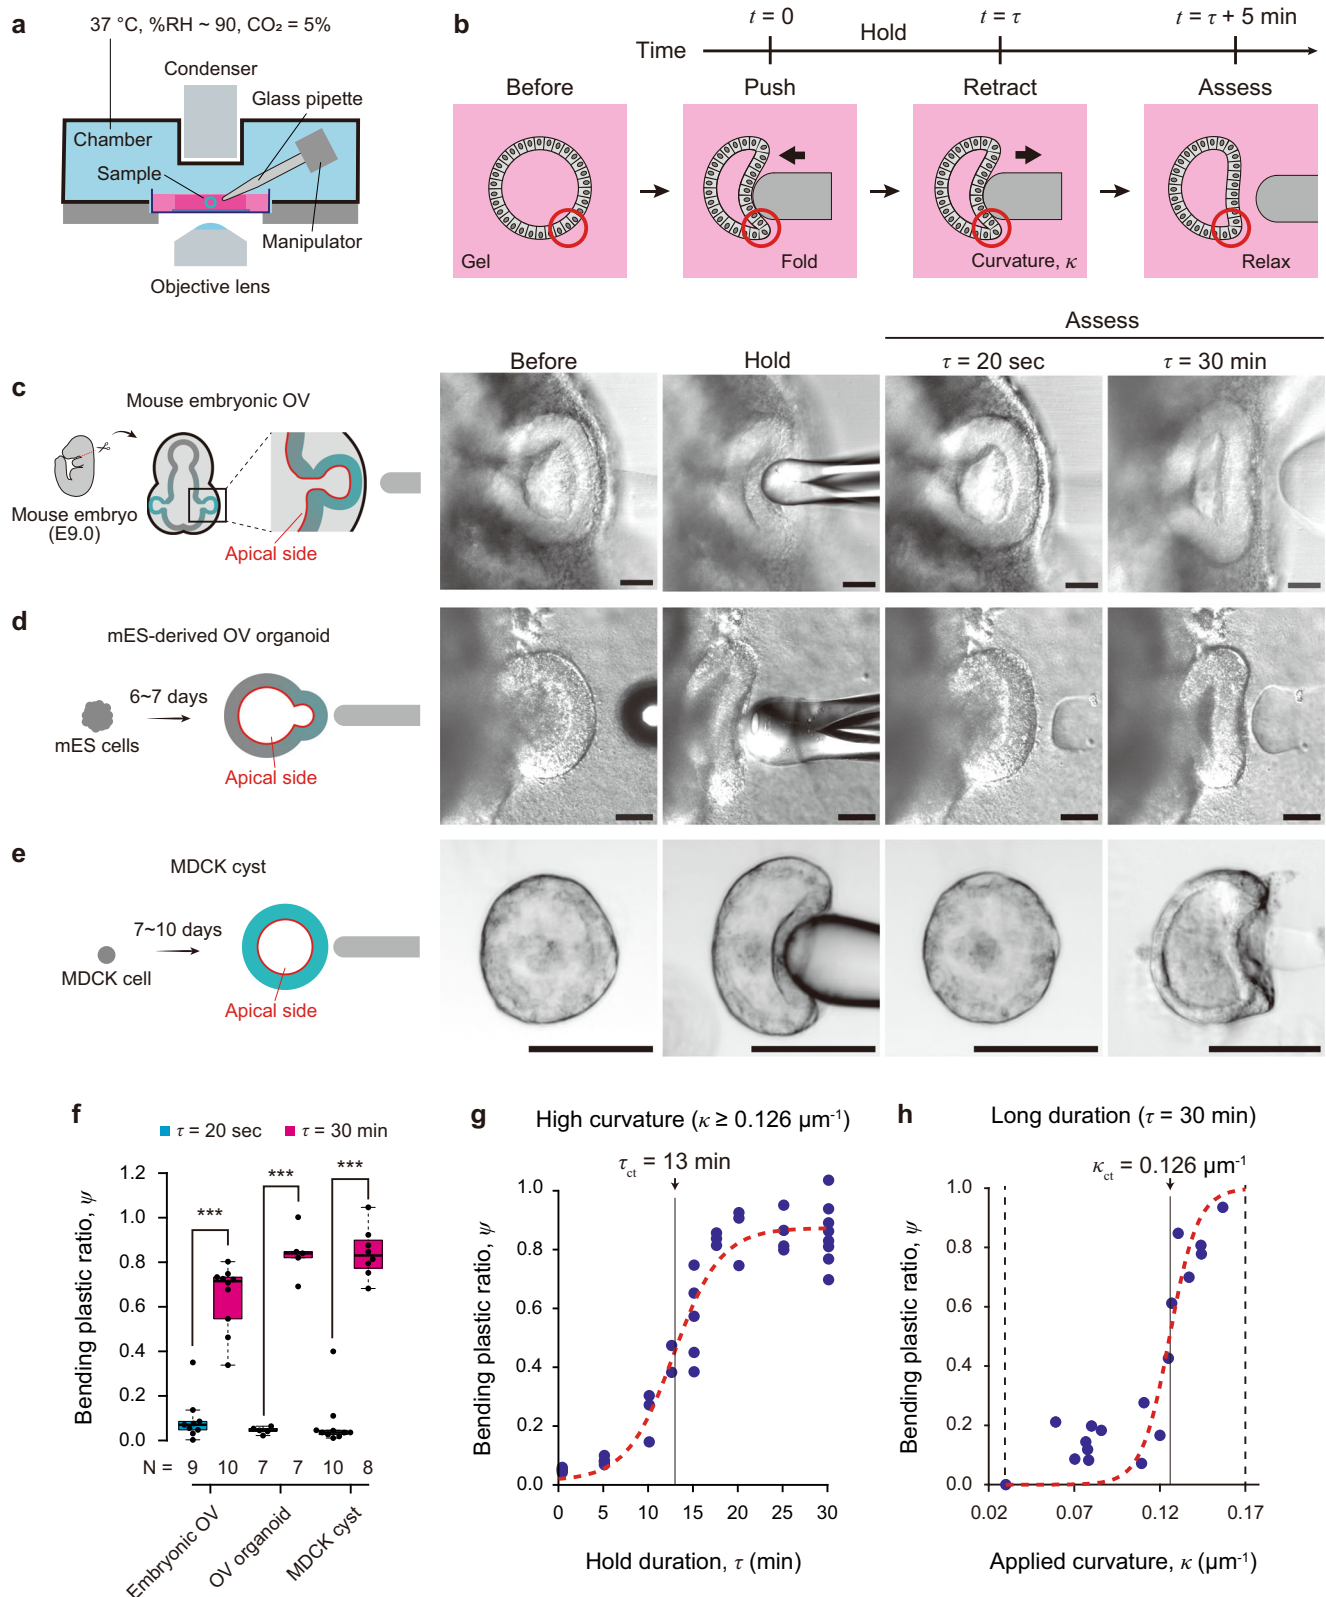 a
37 °C, %RH ~ 90, CO₂ = 5%
Condenser
Glass pipette
Chamber
Sample
Manipulator
Objective lens
b
t = 0
t = τ
t = τ + 5 min
Time
Hold
Before
Push
Retract
Assess
Gel
Fold
Curvature, κ
Relax
Assess
Before
Hold
τ = 20 sec
τ = 30 min
c
Mouse embryonic OV
Mouse embryo
(E9.0)
Apical side
d
mES-derived OV organoid
6~7 days
mES cells
Apical side
e
MDCK cyst
7~10 days
MDCK cell
Apical side
f
τ = 20 sec
τ = 30 min
***
***
***
Bending plastic ratio, ψ
1.2
1.0
0.8
0.6
0.4
0.2
0.0
N = 9 10 7 7 10 8
Embryonic OV
OV organoid
MDCK cyst
g
High curvature (κ ≥ 0.126 µm⁻¹)
τct = 13 min
Bending plastic ratio, ψ
1.0
0.8
0.6
0.4
0.2
0.0
0 5 10 15 20 25 30
Hold duration, τ (min)
h
Long duration (τ = 30 min)
κct = 0.126 µm⁻¹
Bending plastic ratio, ψ
1.0
0.8
0.6
0.4
0.2
0.0
0.02 0.07 0.12 0.17
Applied curvature, κ (µm⁻¹)